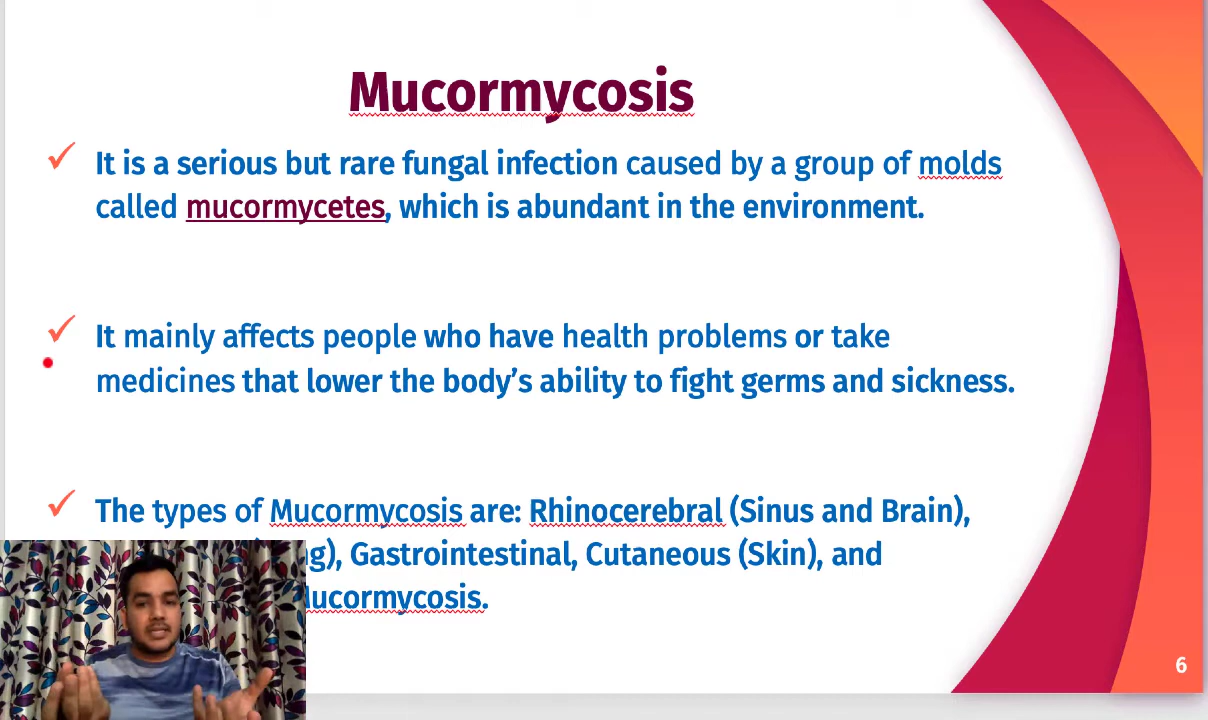 Mucormycosis
It is a serious but rare fungal infection caused by a group of molds
called mucormycetes, which is abundant in the environment.
It mainly affects people who have health problems or take
medicines that lower the body's ability to fight germs and sickness.
The types of Mucormycosis are: Rhinocerebral (Sinus and Brain),
Gastrointestinal, Cutaneous (Skin), and
Mucormycosis.
6